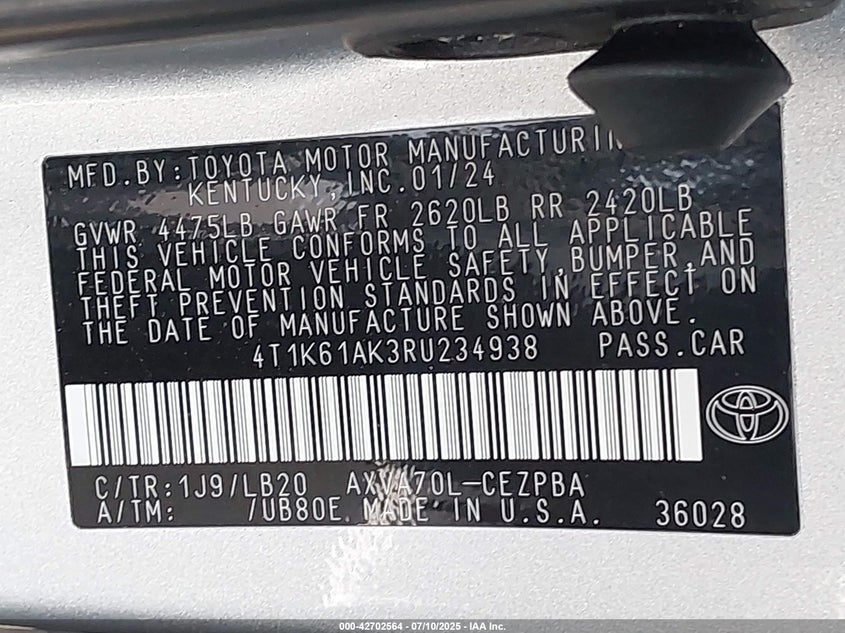 MFD.BY:TOYOTA MOTOR MANUFACTURIN
KENTUCKY,INC.01/24
GVWR 4475LB GAWR FR 2620LB RR 2420LB
THIS VEHICLE CONFORMS TO ALL APPLICABLE
FEDERAL MOTOR VEHICLE SAFETY,BUMPER,AND
THEFT PREVENTION STANDARDS IN EFFECT ON
THE DATE OF MANUFACTURE SHOWN ABOVE.
4T1K61AK3RU234938 PASS.CAR
C/TR:1J9/LB20 AXVA70L-CEZPBA
A/TM: /UB80E MADE IN U.S.A. 36028
000-42702564 / 07/10/2025 - IAA Inc.